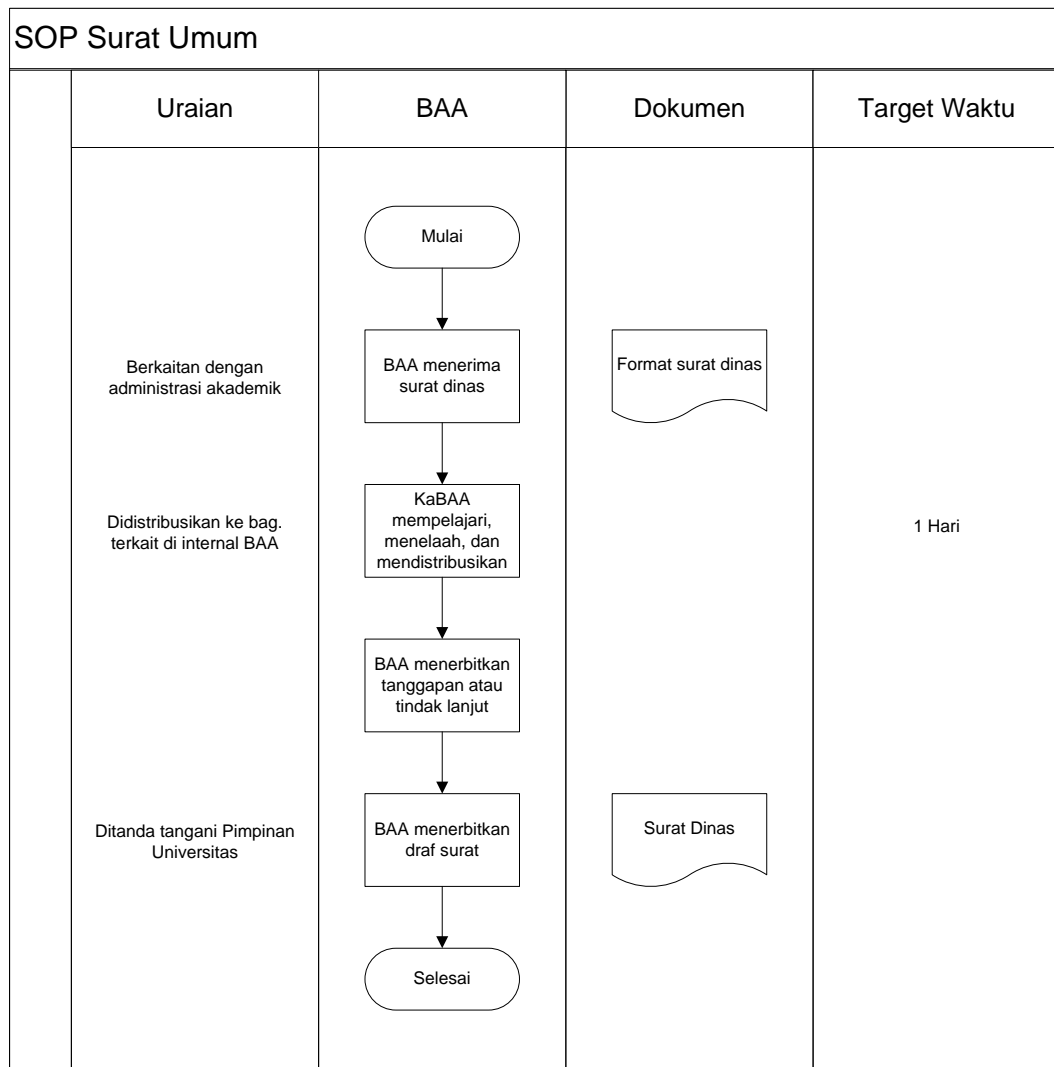 SOP Surat Umum
Uraian
BAA
Dokumen
Target Waktu
Mulai
Berkaitan dengan
administrasi akademik
BAA menerima
surat dinas
Format surat dinas
Didistribusikan ke bag.
terkait di internal BAA
KaBAA
mempelajari,
menelaah, dan
mendistribusikan
1 Hari
BAA menerbitkan
tanggapan atau
tindak lanjut
Ditanda tangani Pimpinan
Universitas
BAA menerbitkan
draf surat
Surat Dinas
Selesai